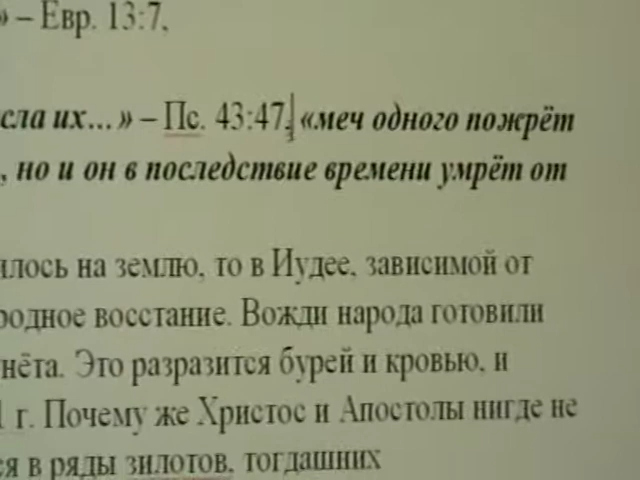 » – Евр. 13:7,
сла их…» – Пс. 43:47, «меч одного пожрёт
, но и он в последствие времени умрёт от
илось на землю, то в Иудее, зависимой от
родное восстание. Вожди народа готовили
нёта. Это разразится бурей и кровью, и
1 г. Почему же Христос и Апостолы нигде не
ся в ряды зилотов, тогдашних